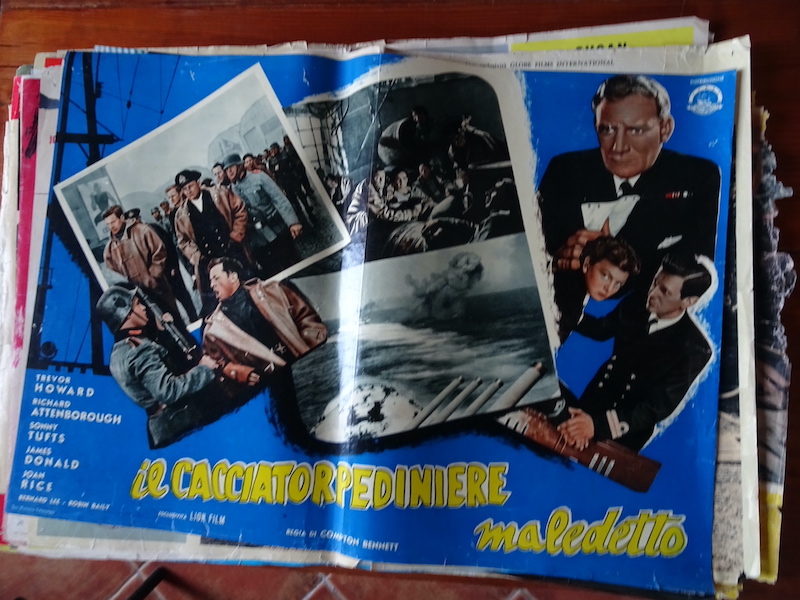 SUSAN
GLOBE FILMS INTERNATIONAL
TREVOR
HOWARD
RICHARD
ATTENBOROUGH
SONNY
TUFTS
JAMES
DONALD
JOAN
RICE
BERNARD LEE - ROBIN BAILY
LION FILM
REGIA DI COMPTON BENNETT
il CACCIATORPEDINIERE
maledetto